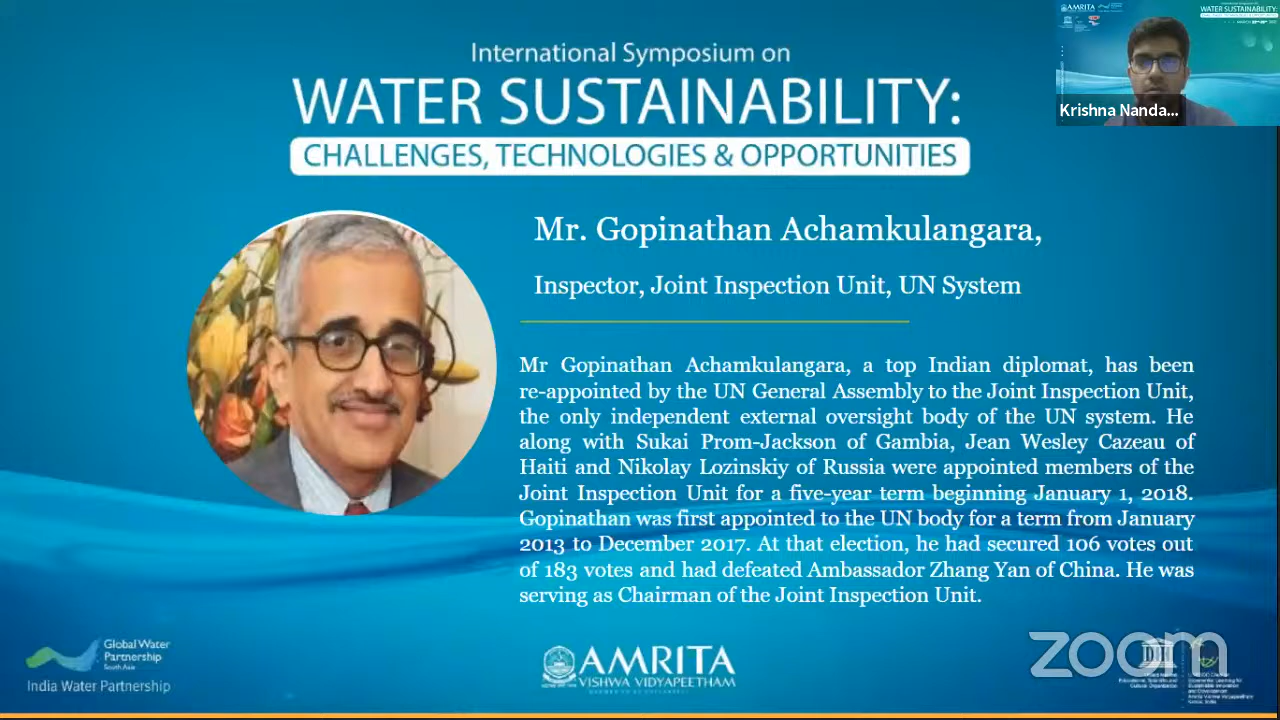 International Symposium on
WATER SUSTAINABILITY:
CHALLENGES, TECHNOLOGIES & OPPORTUNITIES
AMRITA
WATER SUSTAINABILITY:
Krishna Nanda...
Mr. Gopinathan Achamkulangara,
Inspector, Joint Inspection Unit, UN System
Mr Gopinathan Achamkulangara, a top Indian diplomat, has been
re-appointed by the UN General Assembly to the Joint Inspection Unit,
the only independent external oversight body of the UN system. He
along with Sukai Prom-Jackson of Gambia, Jean Wesley Cazeau of
Haiti and Nikolay Lozinskiy of Russia were appointed members of the
Joint Inspection Unit for a five-year term beginning January 1, 2018.
Gopinathan was first appointed to the UN body for a term from January
2013 to December 2017. At that election, he had secured 106 votes out
of 183 votes and had defeated Ambassador Zhang Yan of China. He was
serving as Chairman of the Joint Inspection Unit.
Global Water
Partnership
South Asia
India Water Partnership
AMRITA
VISHWA VIDYAPEETHAM
zoom